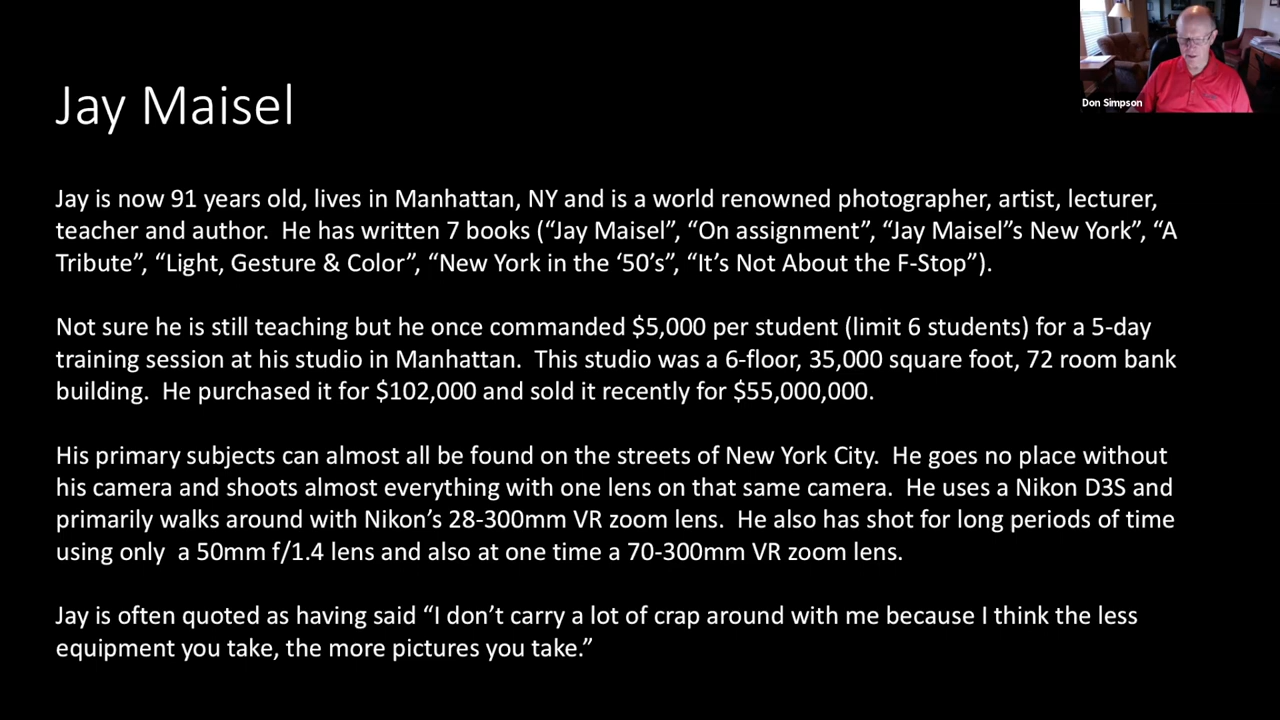 Jay Maisel
Don Simpson
Jay is now 91 years old, lives in Manhattan, NY and is a world renowned photographer, artist, lecturer,
teacher and author.  He has written 7 books (“Jay Maisel”, “On assignment”, “Jay Maisel”s New York”, “A
Tribute”, “Light, Gesture & Color”, “New York in the ‘50’s”, “It’s Not About the F-Stop”).
Not sure he is still teaching but he once commanded $5,000 per student (limit 6 students) for a 5-day
training session at his studio in Manhattan.  This studio was a 6-floor, 35,000 square foot, 72 room bank
building.  He purchased it for $102,000 and sold it recently for $55,000,000.
His primary subjects can almost all be found on the streets of New York City.  He goes no place without
his camera and shoots almost everything with one lens on that same camera.  He uses a Nikon D3S and
primarily walks around with Nikon’s 28-300mm VR zoom lens.  He also has shot for long periods of time
using only  a 50mm f/1.4 lens and also at one time a 70-300mm VR zoom lens.
Jay is often quoted as having said “I don’t carry a lot of crap around with me because I think the less
equipment you take, the more pictures you take.”